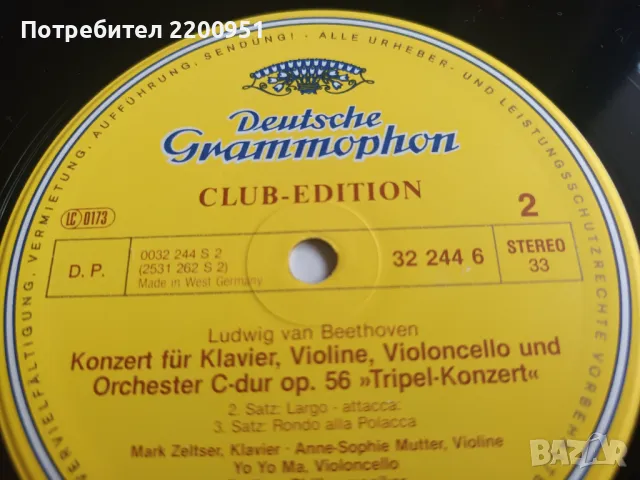 Потребител 2200951
VERVIELFÄLTIGUNG, VERMIETUNG, AUFFÜHRUNG, SENDUNG! · ALLE URHEBER- UND LEISTUNGSSCHUTZRECHTE VORBEH
Deutsche
Grammophon
CLUB-EDITION
2
LC 0173
D. P.
0032 244 S 2
(2531 262 S 2)
Made in West Germany
32 244 6
STEREO
33
Ludwig van Beethoven
Konzert für Klavier, Violine, Violoncello und
Orchester C-dur op. 56 »Tripel-Konzert«
2. Satz: Largo - attacca:
3. Satz: Rondo alla Polacca
Mark Zeltser, Klavier · Anne-Sophie Mutter, Violine
Yo Yo Ma, Violoncello
BAZAR